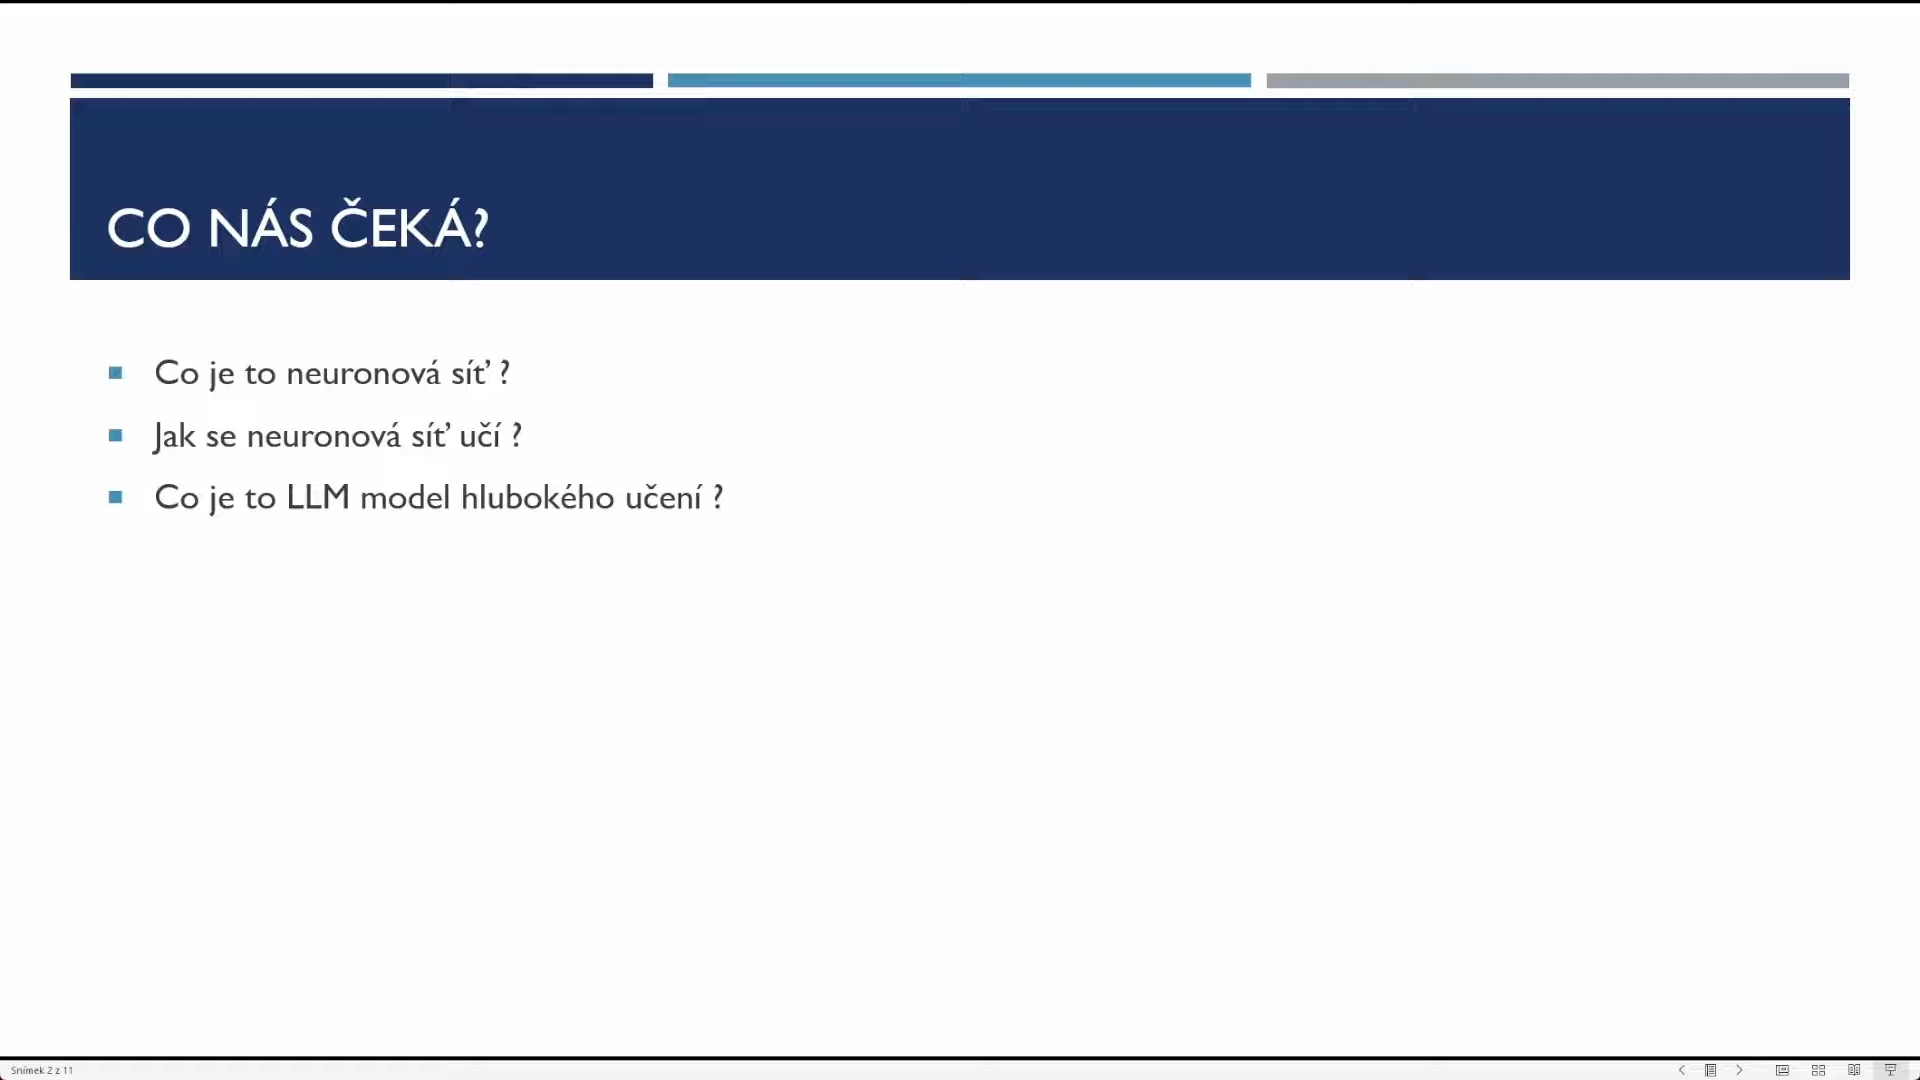 CO NÁS ČEKÁ?
Co je to neuronová síť ?
Jak se neuronová síť učí ?
Co je to LLM model hlubokého učení ?
Snímek 2 z 11